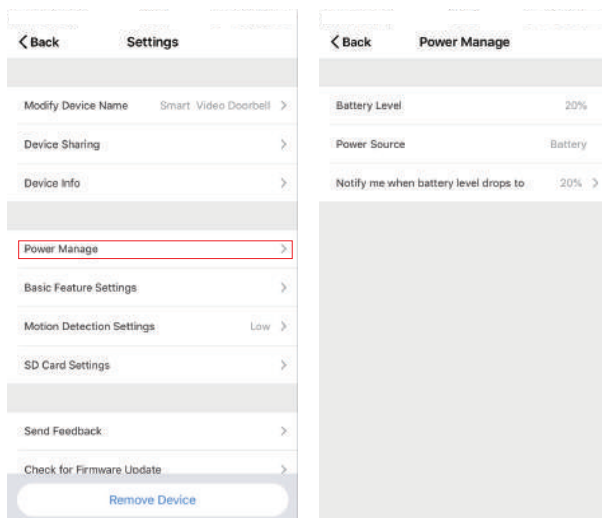 Back Settings
Modify Device Name Smart Video Doorbell
Device Sharing
Device Info
Power Manage
Basic Feature Settings
Motion Detection Settings Low
SD Card Settings
Send Feedback
Check for Firmware Update
Remove Device
Back Power Manage
Battery Level 20%
Power Source Battery
Notify me when battery level drops to 20%